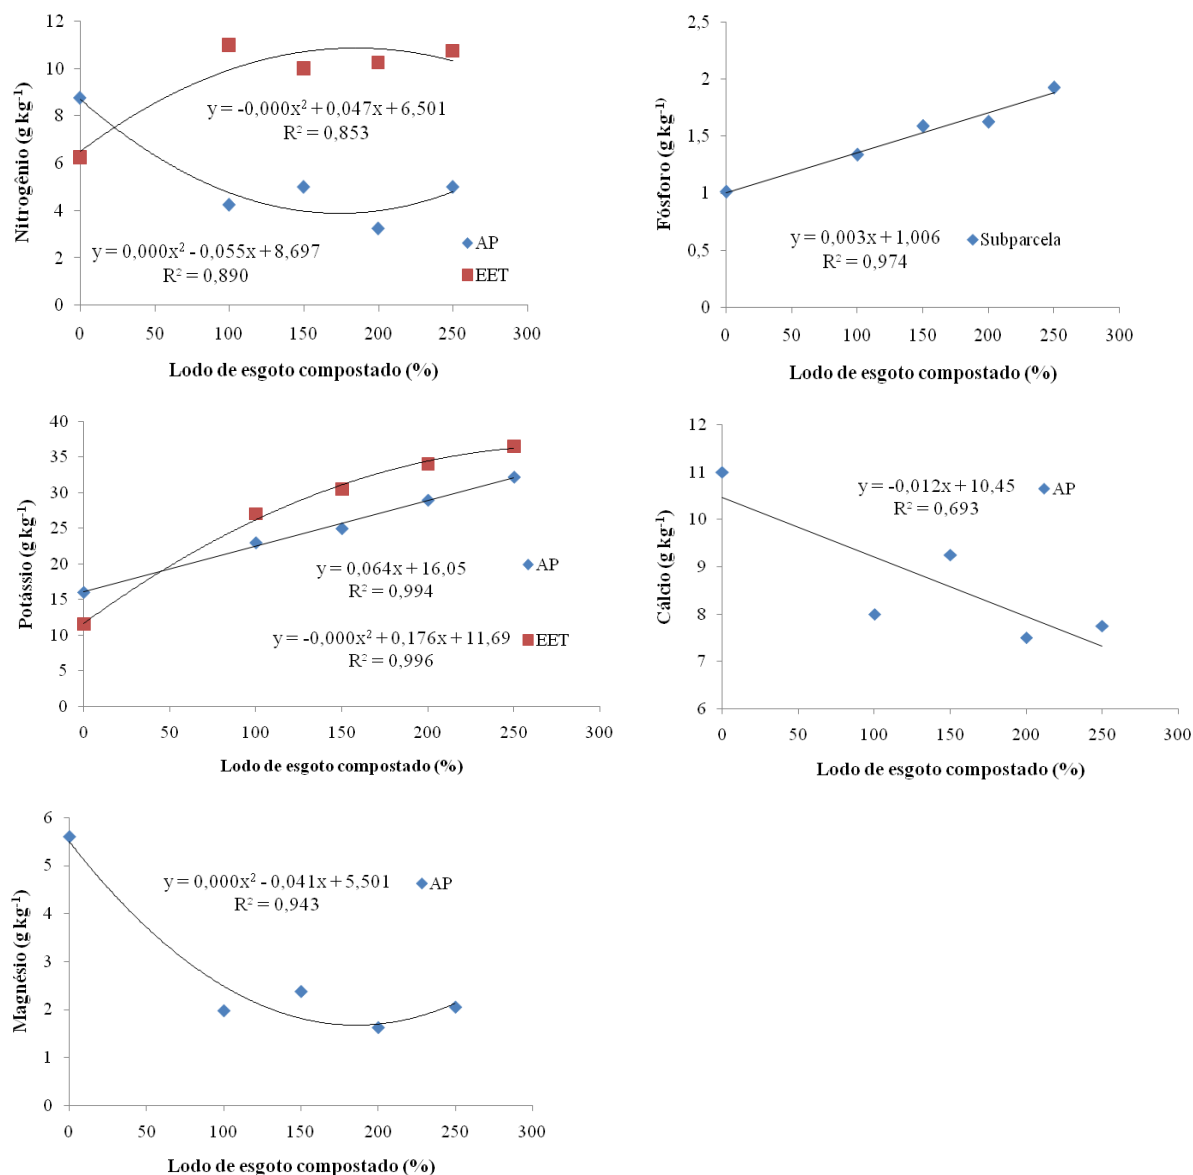 12
10
8
6
4
2
0
Nitrogênio (g kg⁻¹)
y = -0,000x² + 0,047x + 6,501
R² = 0,853
y = 0,000x² - 0,055x + 8,697
R² = 0,890
AP
EET
0 50 100 150 200 250 300
Lodo de esgoto compostado (%)
2,5
2
1,5
1
0,5
0
Fósforo (g kg⁻¹)
y = 0,003x + 1,006
R² = 0,974
Subparcela
0 50 100 150 200 250 300
Lodo de esgoto compostado (%)
40
35
30
25
20
15
10
5
0
Potássio (g kg⁻¹)
y = 0,064x + 16,05
R² = 0,994
AP
y = -0,000x² + 0,176x + 11,69
R² = 0,996
EET
0 50 100 150 200 250 300
Lodo de esgoto compostado (%)
12
11
10
9
8
7
6
Cálcio (g kg⁻¹)
y = -0,012x + 10,45
R² = 0,693
AP
0 50 100 150 200 250 300
Lodo de esgoto compostado (%)
6
5
4
3
2
1
0
Magnésio (g kg⁻¹)
y = 0,000x² - 0,041x + 5,501
R² = 0,943
AP
0 50 100 150 200 250 300
Lodo de esgoto compostado (%)